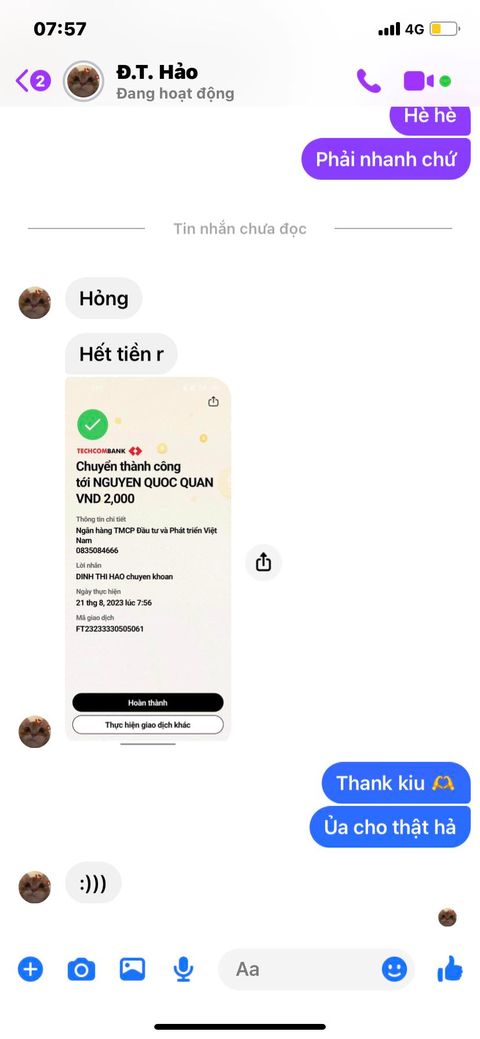 07:57
4G
2
Đ.T. Hảo
Đang hoạt động
Hè hè
Phải nhanh chứ
Tin nhắn chưa đọc
Hỏng
Hết tiền r
TECHCOMBANK
Chuyển thành công
tới NGUYEN QUOC QUAN
VND 2,000
Thông tin chi tiết
Ngân hàng TMCP Đầu tư và Phát triển Việt
Nam
0835084666
Lời nhắn
DINH THI HAO chuyen khoan
Ngày thực hiện
21 thg 8, 2023 lúc 7:56
Mã giao dịch
FT23233330505061
Hoàn thành
Thực hiện giao dịch khác
Thank kiu 🫶
Ủa cho thật hả
:)))
Aa